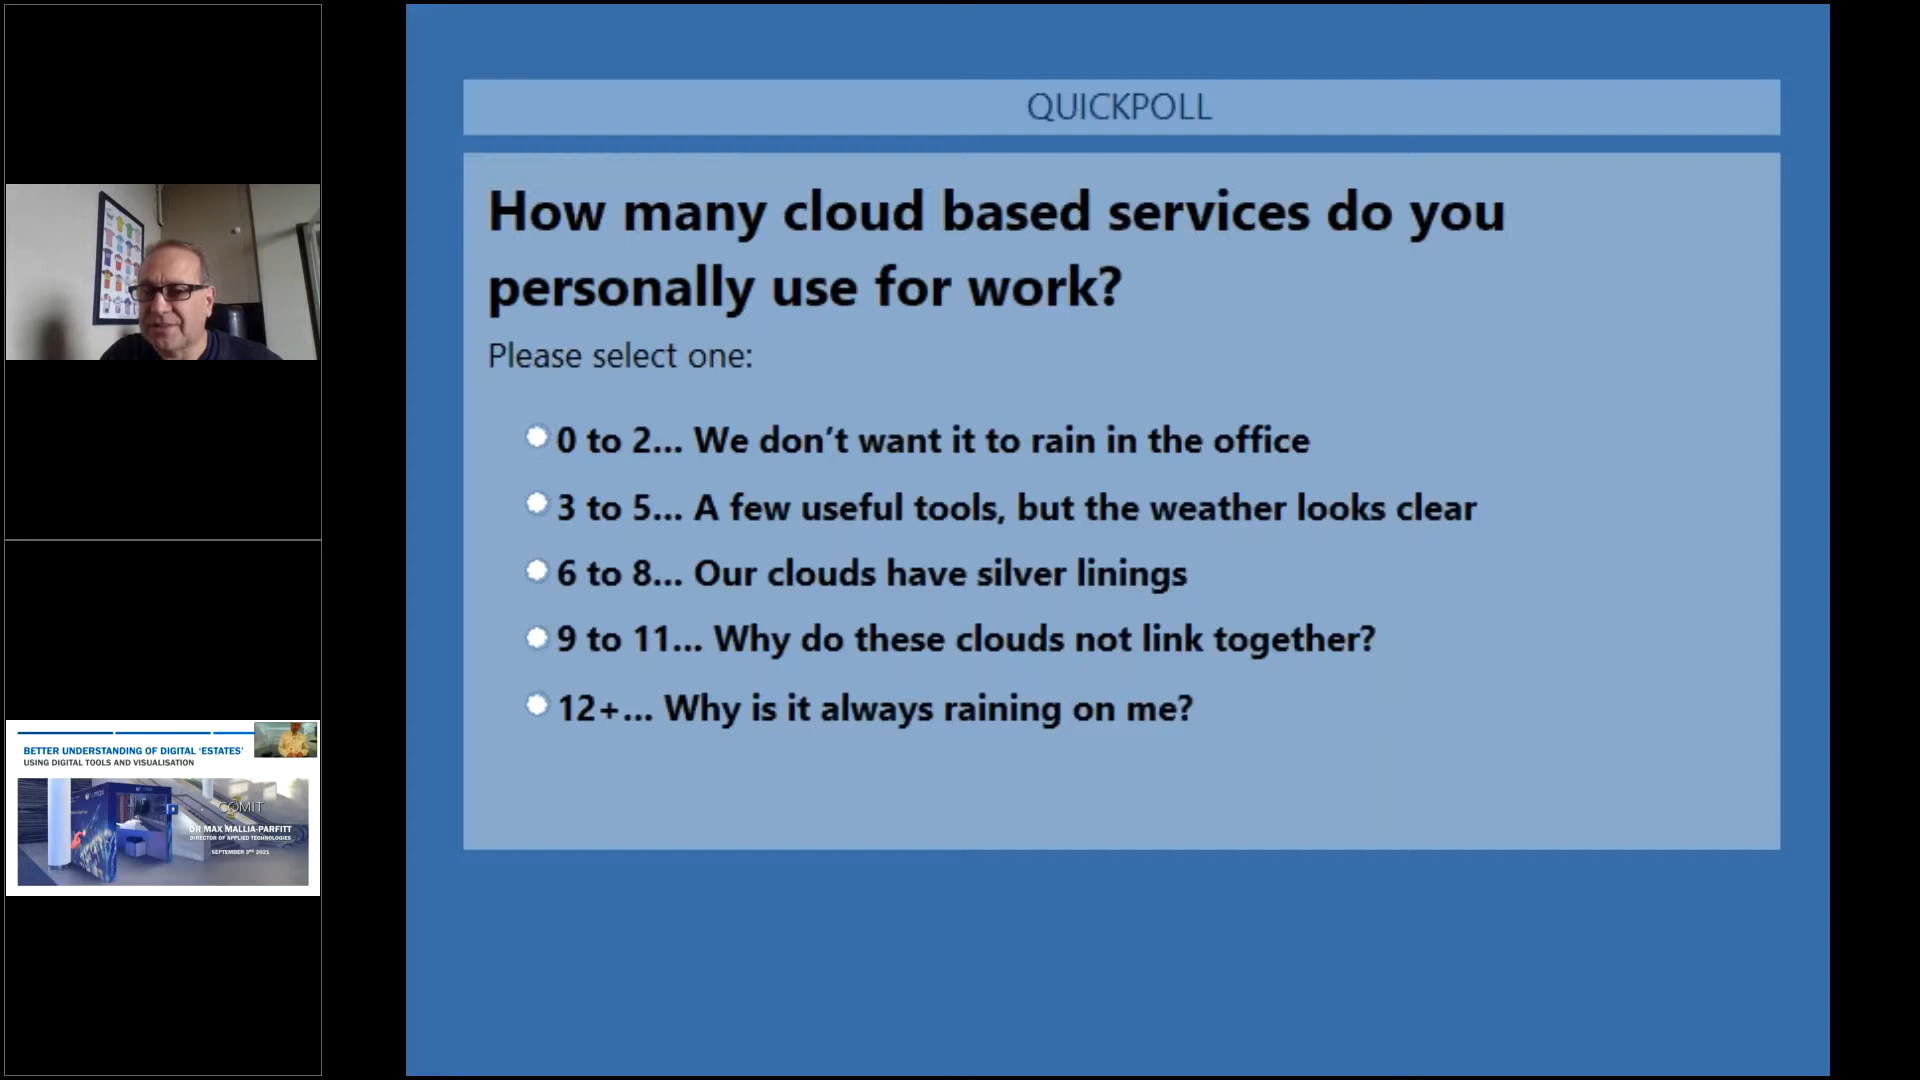 QUICKPOLL
How many cloud based services do you
personally use for work?
Please select one:
0 to 2... We don’t want it to rain in the office
3 to 5... A few useful tools, but the weather looks clear
6 to 8... Our clouds have silver linings
9 to 11... Why do these clouds not link together?
12+... Why is it always raining on me?
BETTER UNDERSTANDING OF DIGITAL ‘ESTATES’
USING DIGITAL TOOLS AND VISUALISATION
COMIT
DR MAX MALLIA-PARFITT
DIRECTOR OF APPLIED TECHNOLOGIES
SEPTEMBER 3RD 2021